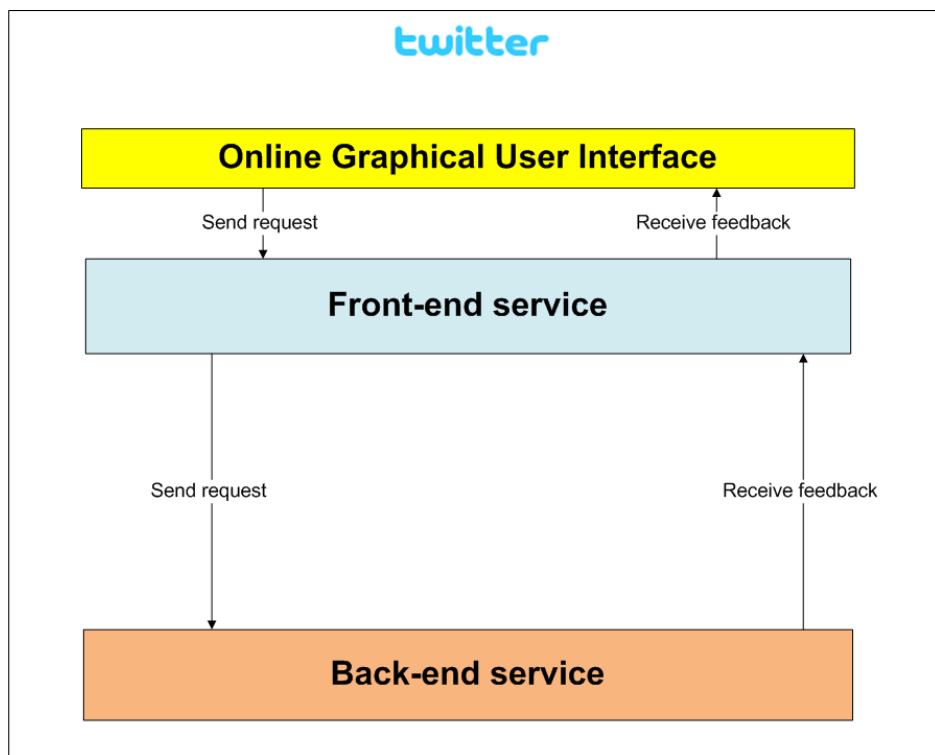 twitter
Online Graphical User Interface
Send request
Receive feedback
Front-end service
Send request
Receive feedback
Back-end service